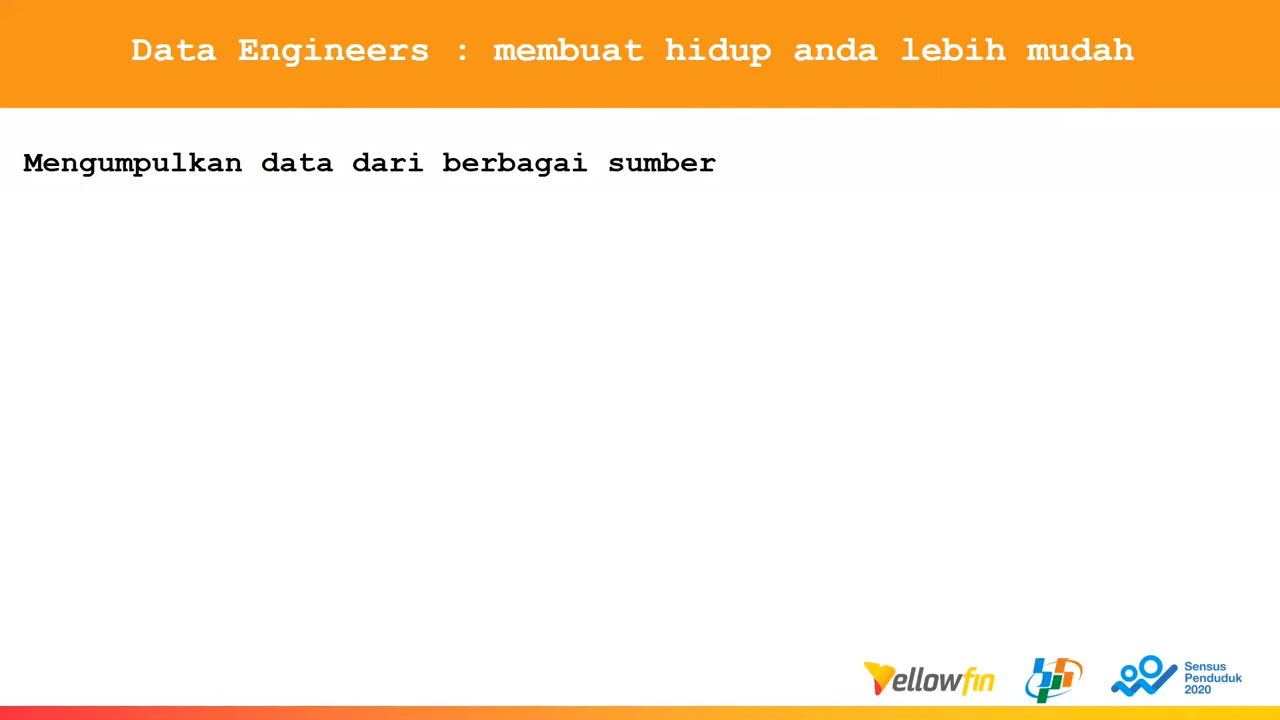 Data Engineers : membuat hidup anda lebih mudah
Mengumpulkan data dari berbagai sumber
Yellowfin
Sensus
Penduduk
2020